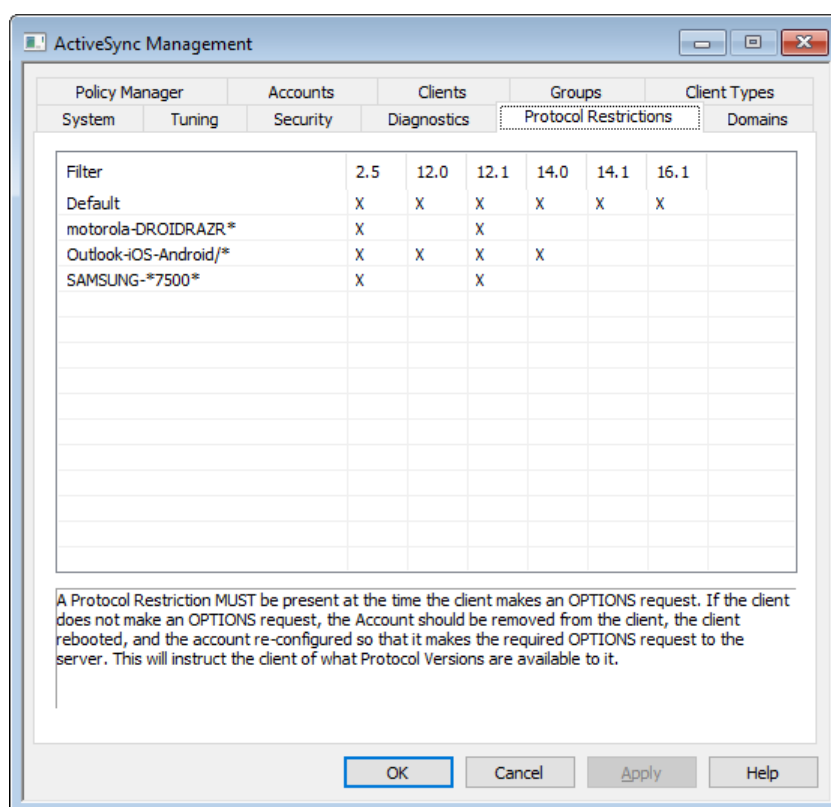 ActiveSync Management
Policy Manager Accounts Clients Groups Client Types
System Tuning Security Diagnostics Protocol Restrictions Domains
Filter 2.5 12.0 12.1 14.0 14.1 16.1
Default X X X X X X
motorola-DROIDRAZR* X X
Outlook-iOS-Android/* X X X X
SAMSUNG-*7500* X X
A Protocol Restriction MUST be present at the time the client makes an OPTIONS request. If the client
does not make an OPTIONS request, the Account should be removed from the client, the client
rebooted, and the account re-configured so that it makes the required OPTIONS request to the
server. This will instruct the client of what Protocol Versions are available to it.
OK Cancel Apply Help